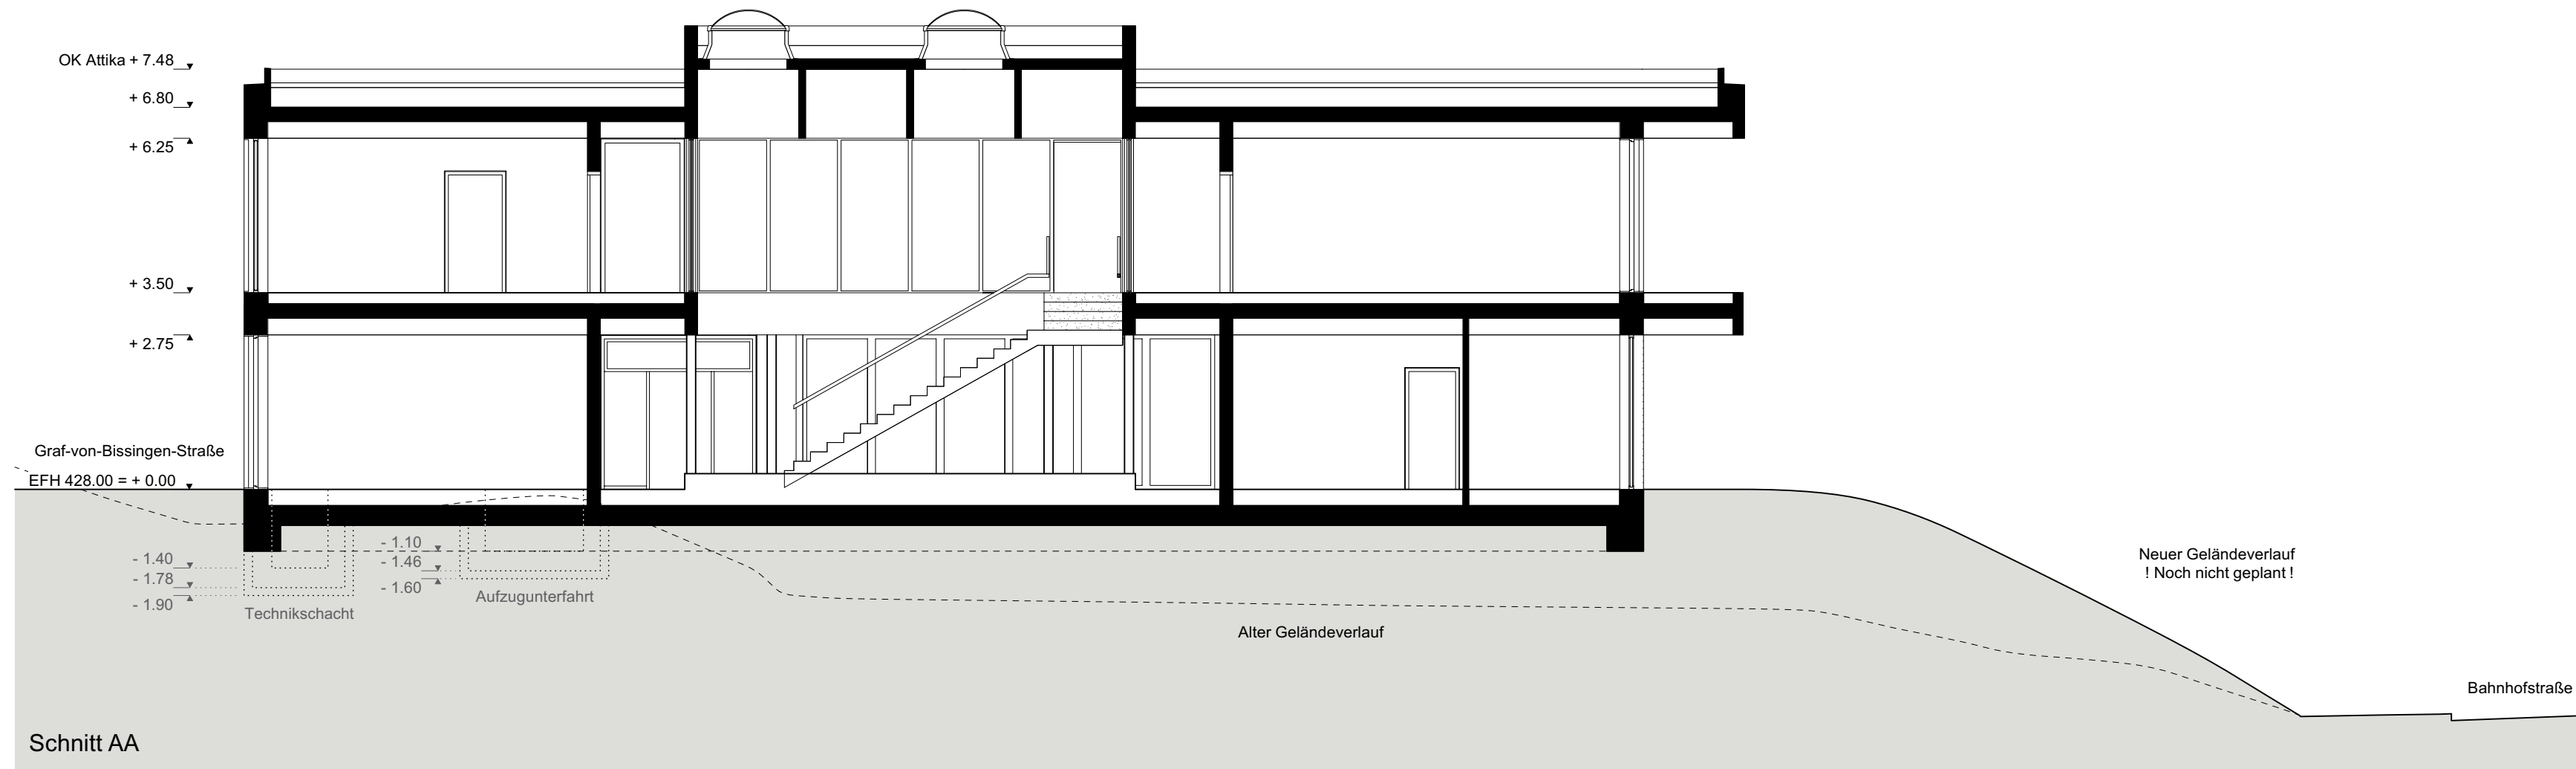 OK Attika + 7.48
+ 6.80
+ 6.25
+ 3.50
+ 2.75
Graf-von-Bissingen-Straße
EFH 428.00 = + 0.00
- 1.40
- 1.78
- 1.90
Technikschacht
- 1.10
- 1.46
- 1.60
Aufzugunterfahrt
Alter Geländeverlauf
Neuer Geländeverlauf
! Noch nicht geplant !
Bahnhofstraße
Schnitt AA